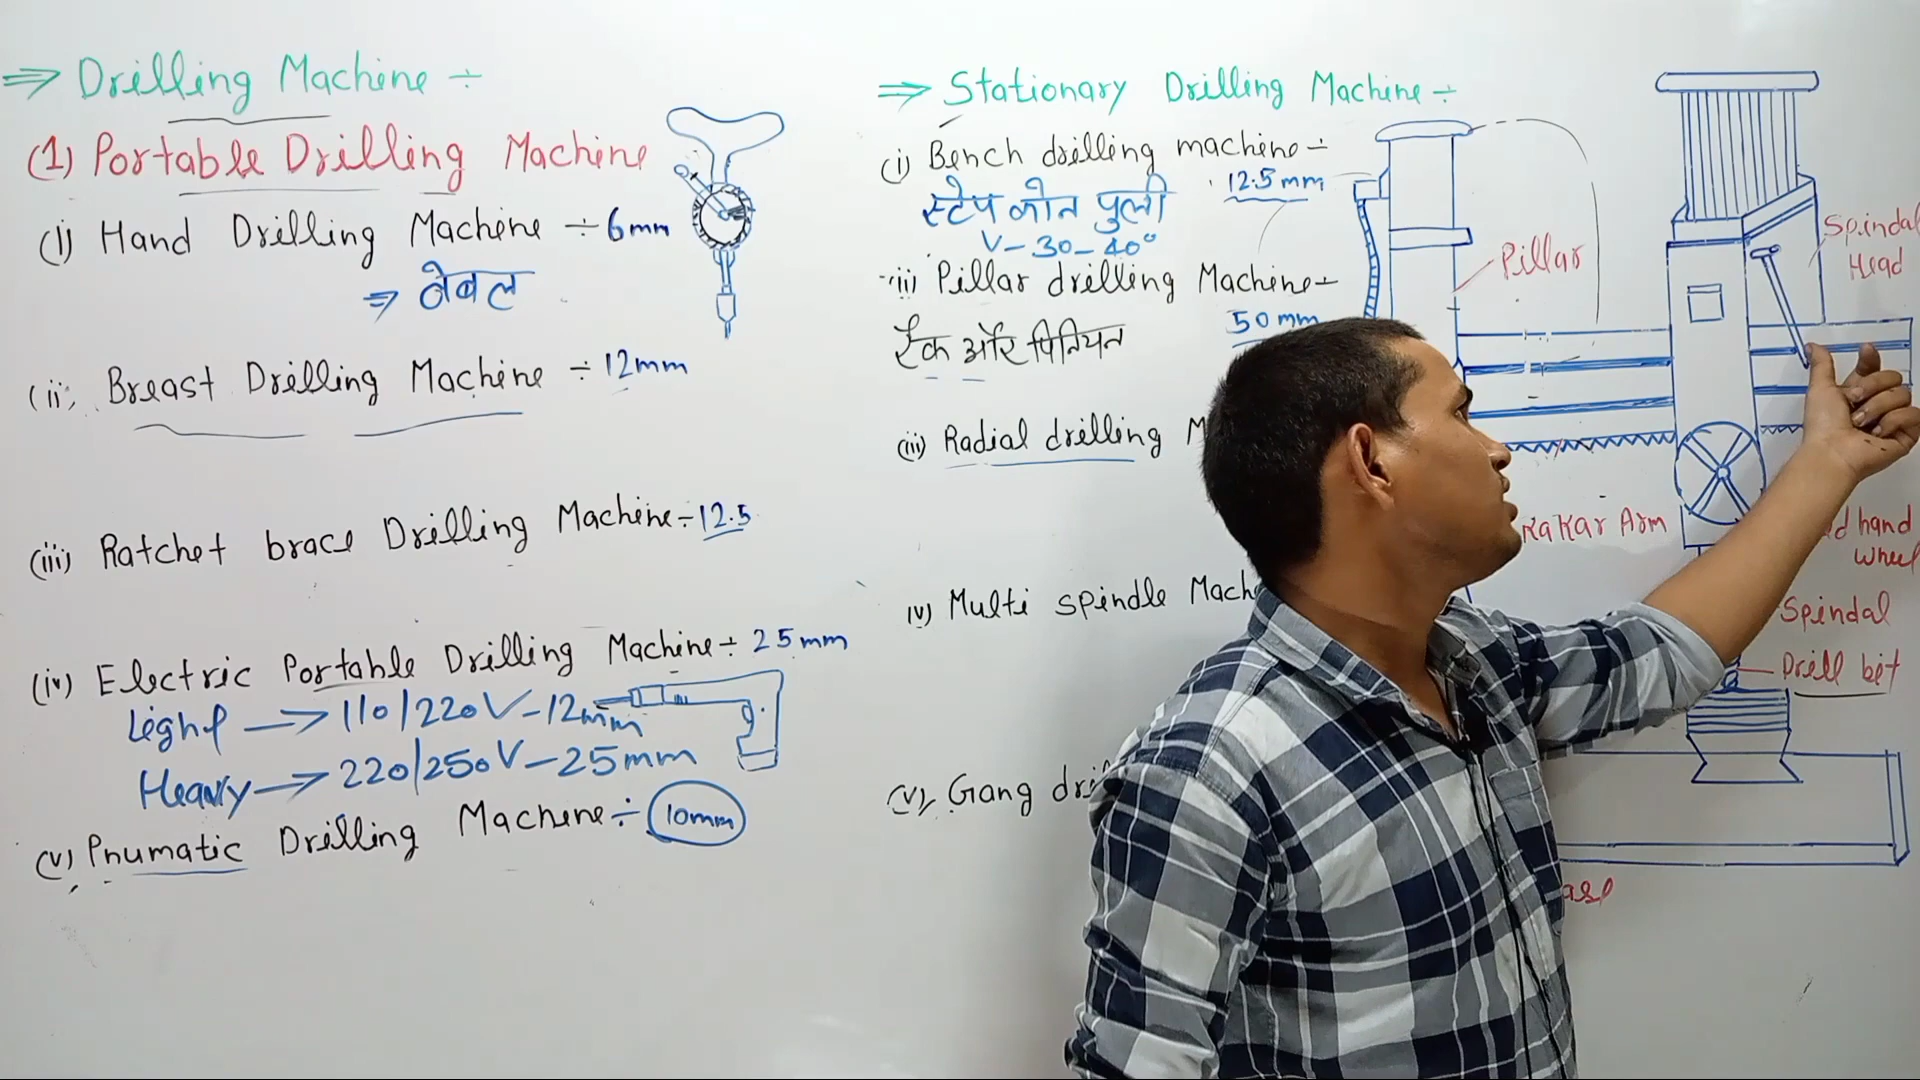 ⇒ Drilling Machine ÷
(1) Portable Drilling Machine
(i) Hand Drilling Machine ÷ 6mm
⇒ बेबल
(ii) Breast Drilling Machine ÷ 12mm
(iii) Ratchet brace Drilling Machine ÷ 12.5
(iv) Electric Portable Drilling Machine ÷ 25mm
Light → 110/220V-12mm
Heavy → 220/250V-25mm
(v) Pnumatic Drilling Machine ÷ 10mm
⇒ Stationary Drilling Machine ÷
(i) Bench drilling machine ÷
12.5mm
स्टेप कोन पुली
V-30-40°
(ii) Pillar drilling Machine ÷
50mm
रैक और पिनियन
(iii) Radial drilling
(iv) Multi spindle
(v) Gang
Pillar
Spindal
Head
Arm
hand
wheel
Spindal
Drill bit